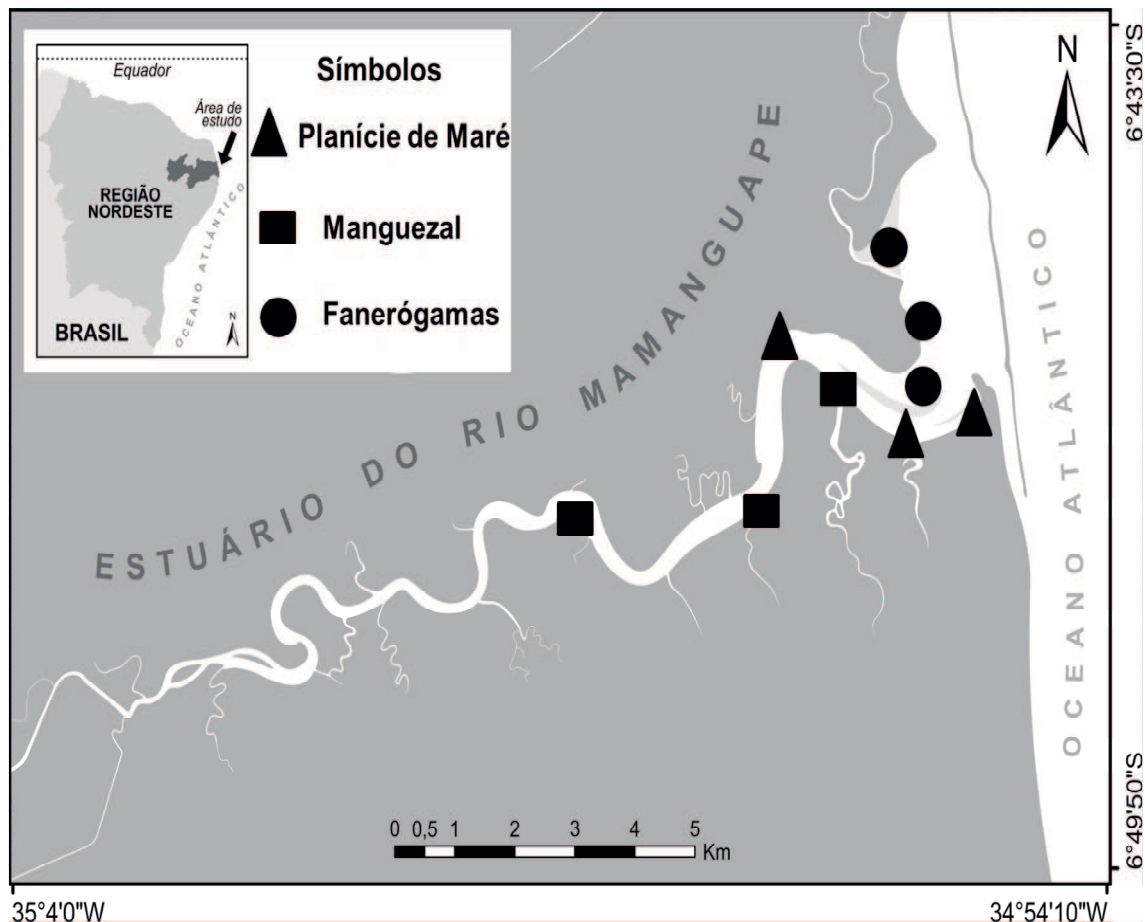 Equador
Área de
estudo
REGIÃO
NORDESTE
OCEANO ATLÂNTICO
N
BRASIL
Símbolos
Planície de Maré
Manguezal
Fanerógamas
N
6°43'30"S
ESTUÁRIO DO RIO MAMANGUAPE
OCEANO ATLÂNTICO
0 0,5 1 2 3 4 5
Km
6°49'50"S
35°4'0"W
34°54'10"W